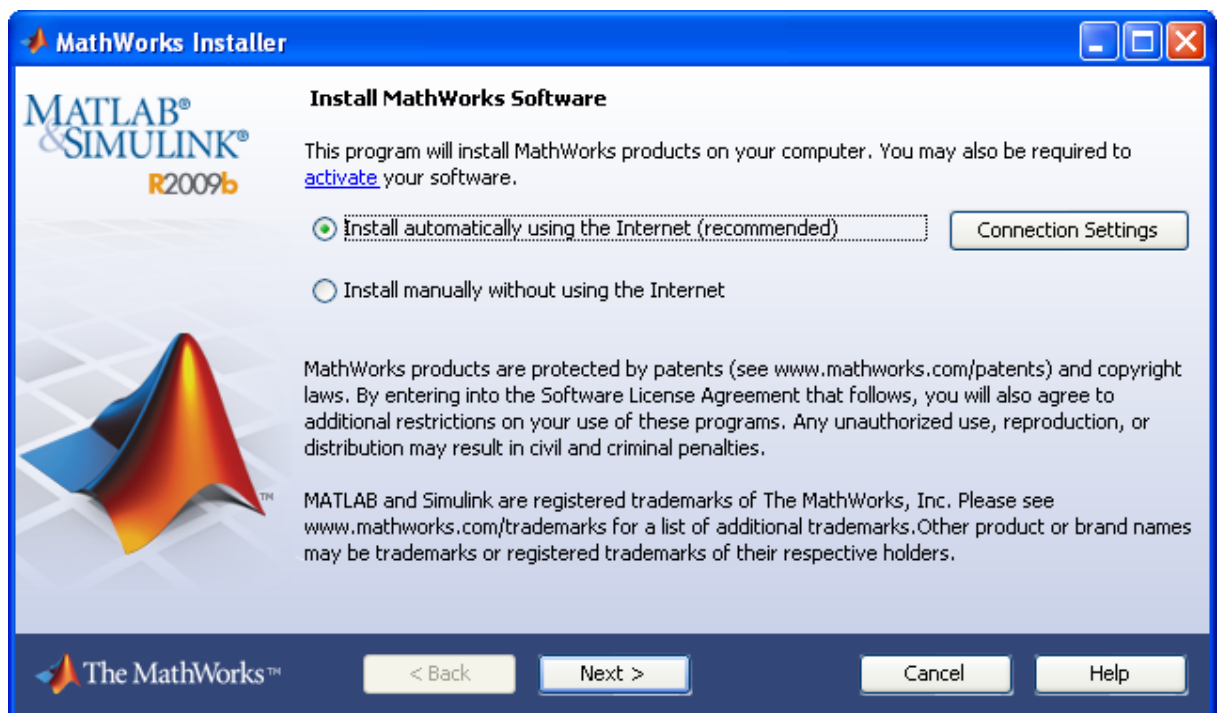 MathWorks Installer
MATLAB®
&SIMULINK®
R2009b
Install MathWorks Software
This program will install MathWorks products on your computer. You may also be required to
activate your software.
Install automatically using the Internet (recommended)
Connection Settings
Install manually without using the Internet
MathWorks products are protected by patents (see www.mathworks.com/patents) and copyright
laws. By entering into the Software License Agreement that follows, you will also agree to
additional restrictions on your use of these programs. Any unauthorized use, reproduction, or
distribution may result in civil and criminal penalties.
TM
MATLAB and Simulink are registered trademarks of The MathWorks, Inc. Please see
www.mathworks.com/trademarks for a list of additional trademarks.Other product or brand names
may be trademarks or registered trademarks of their respective holders.
The MathWorks™
< Back
Next >
Cancel
Help